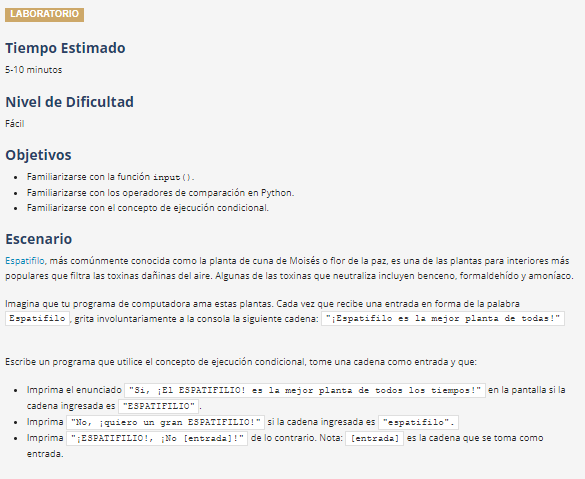 LABORATORIO
Tiempo Estimado
5-10 minutos
Nivel de Dificultad
Fácil
Objetivos
• Familiarizarse con la función input().
• Familiarizarse con los operadores de comparación en Python.
• Familiarizarse con el concepto de ejecución condicional.
Escenario
Espatifilo, más comúnmente conocida como la planta de cuna de Moisés o flor de la paz, es una de las plantas para interiores más
populares que filtra las toxinas dañinas del aire. Algunas de las toxinas que neutraliza incluyen benceno, formaldehído y amoníaco.
Imagina que tu programa de computadora ama estas plantas. Cada vez que recibe una entrada en forma de la palabra
Espatifilo, grita involuntariamente a la consola la siguiente cadena: "¡Espatifilo es la mejor planta de todas!"
Escribe un programa que utilice el concepto de ejecución condicional, tome una cadena como entrada y que:
• Imprima el enunciado "Si, ¡El ESPATIFILIO! es la mejor planta de todos los tiempos!" en la pantalla si la
cadena ingresada es "ESPATIFILIO".
• Imprima "No, ¡quiero un gran ESPATIFILIO!" si la cadena ingresada es "espatifilo".
• Imprima "¡ESPATIFILIO!, ¡No [entrada]!" de lo contrario. Nota: [entrada] es la cadena que se toma como
entrada.